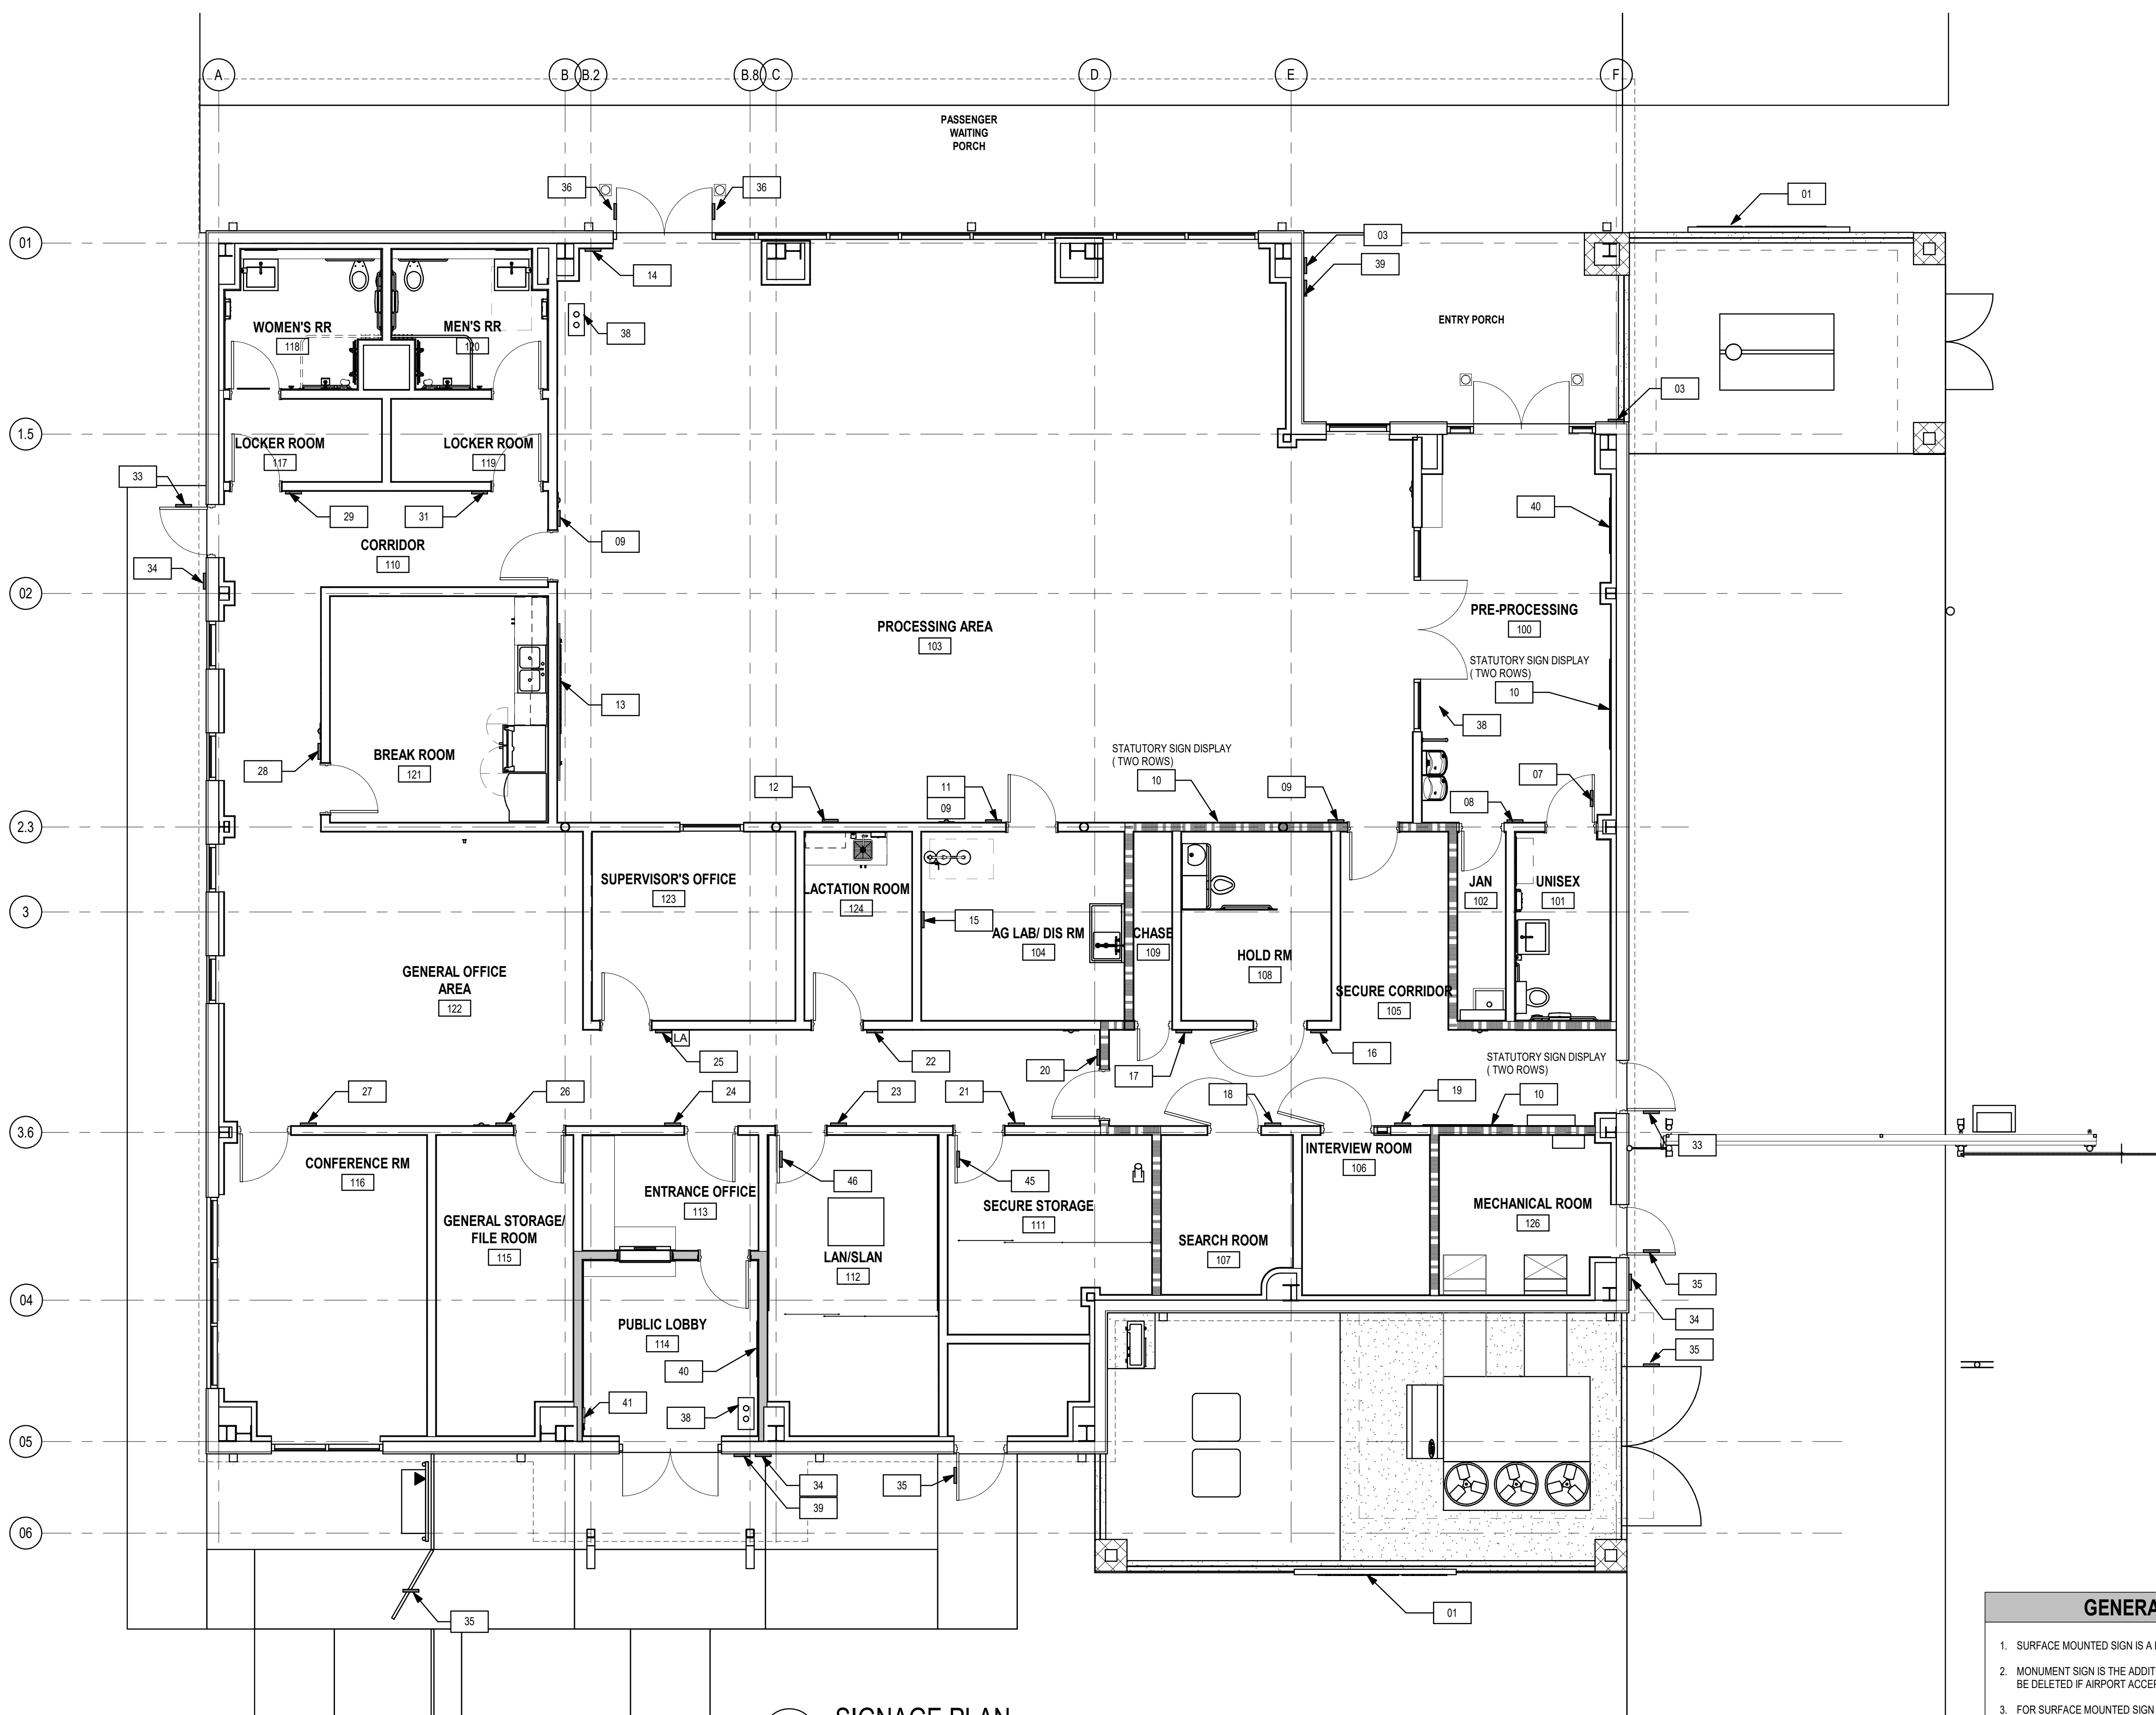 A
B
B.2
B.8
C
D
E
F
PASSENGER
WAITING
PORCH
36
36
01
01
03
14
39
38
ENTRY PORCH
WOMEN'S RR
118
MEN'S RR
120
03
1.5
LOCKER ROOM
117
LOCKER ROOM
119
33
29
31
40
09
CORRIDOR
110
34
02
PROCESSING AREA
103
PRE-PROCESSING
100
STATUTORY SIGN DISPLAY
( TWO ROWS)
10
13
38
BREAK ROOM
121
28
STATUTORY SIGN DISPLAY
( TWO ROWS)
10
12
11
09
09
07
08
2.3
SUPERVISOR'S OFFICE
123
LACTATION ROOM
124
JAN
102
UNISEX
101
3
15
AG LAB/ DIS RM
104
CHASE
109
HOLD RM
108
GENERAL OFFICE
AREA
122
SECURE CORRIDOR
105
LA
25
22
20
17
16
STATUTORY SIGN DISPLAY
( TWO ROWS)
10
27
26
24
23
21
18
19
3.6
33
CONFERENCE RM
116
INTERVIEW ROOM
106
46
45
ENTRANCE OFFICE
113
SECURE STORAGE
111
MECHANICAL ROOM
126
GENERAL STORAGE/
FILE ROOM
115
LAN/SLAN
112
SEARCH ROOM
107
35
04
34
PUBLIC LOBBY
114
35
40
41
38
05
34
39
35
06
01
35
GENERA
1. SURFACE MOUNTED SIGN IS A
2. MONUMENT SIGN IS THE ADDIT
BE DELETED IF AIRPORT ACCE
3. FOR SURFACE MOUNTED SIGN
SIGNAGE PLAN